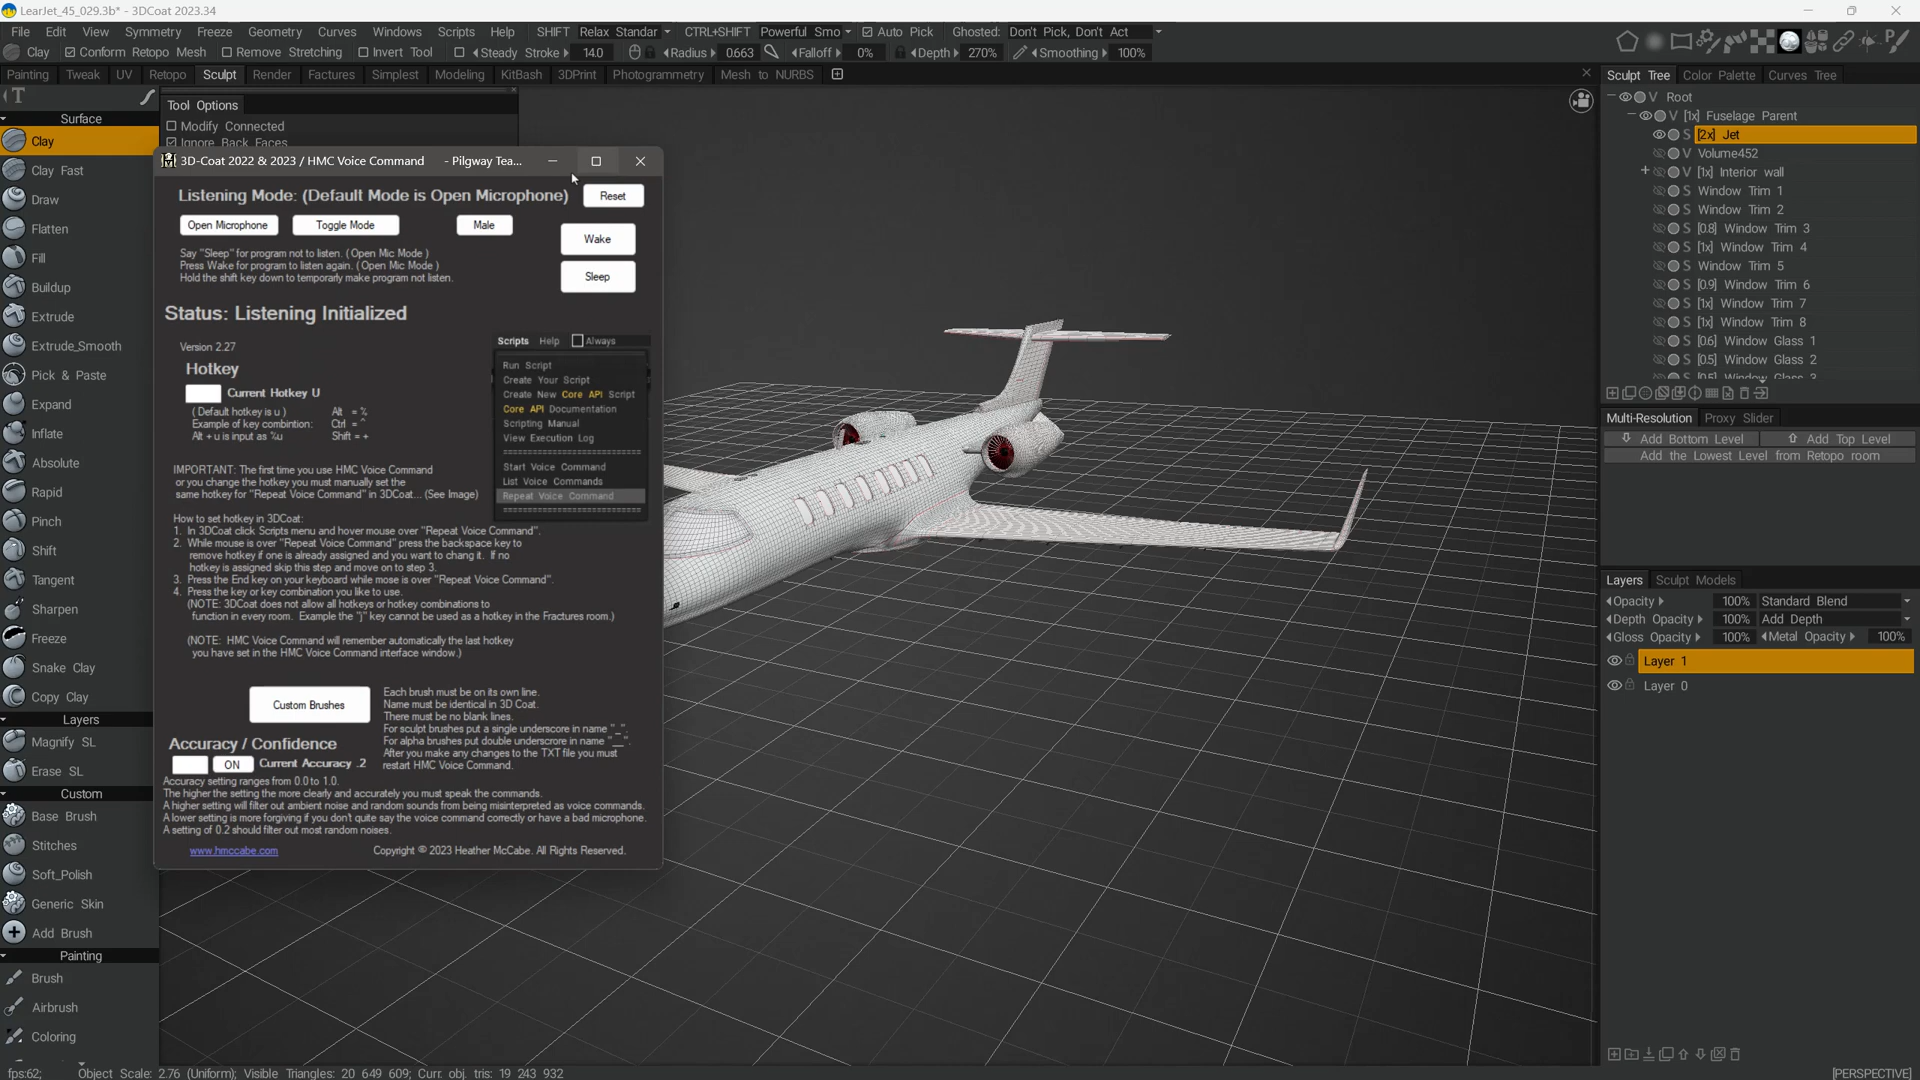 LearJet_45_029.3b* - 3DCoat 2023.34
File Edit View Symmetry Freeze Geometry Curves Windows Scripts Help SHIFT Relax Standar CTRL+SHIFT Powerful Smo Auto Pick Ghosted: Don't Pick, Don't Act
Clay Conform Retopo Mesh Remove Stretching Invert Tool Steady Stroke 14.0 Radius 0.663 Falloff 0% Depth 270% Smoothing 100%
Painting Tweak UV Retopo Sculpt Render Fractures Simplest Modeling KitBash 3DPrint Photogrammetry Mesh to NURBS
T
Surface
Clay
Clay Fast
Draw
Flatten
Fill
Buildup
Extrude
Extrude_Smooth
Pick & Paste
Expand
Inflate
Absolute
Rapid
Pinch
Shift
Tangent
Sharpen
Freeze
Snake Clay
Copy Clay
Layers
Magnify SL
Erase SL
Custom
Base Brush
Stitches
Soft_Polish
Generic Skin
Add Brush
Painting
Brush
Airbrush
Coloring
Tool Options
Modify Connected
Ignore Back Faces
3D-Coat 2022 & 2023 / HMC Voice Command - Pilgway Tea...
Listening Mode: (Default Mode is Open Microphone) Reset
Open Microphone Toggle Mode Male
Wake
Sleep
Say "Sleep" for program not to listen. ( Open Mic Mode )
Press Wake for program to listen again. ( Open Mic Mode )
Hold the shift key down to temporarly make program not listen.
Status: Listening Initialized
Version 2.27
Hotkey
Current Hotkey U
( Default hotkey is u ) Alt = %
Example of key combintion: Ctrl = ^
Alt + u is input as %u Shift = +
Scripts Help Always
Run Script
Create Your Script
Create New Core API Script
Core API Documentation
Scripting Manual
View Execution Log
Start Voice Command
List Voice Commands
Repeat Voice Command
IMPORTANT: The first time you use HMC Voice Command
or you change the hotkey you must manually set the
same hotkey for "Repeat Voice Command" in 3DCoat... (See Image)
How to set hotkey in 3DCoat:
1. In 3DCoat click Scripts menu and hover mouse over "Repeat Voice Command".
2. While mouse is over "Repeat Voice Command" press the backspace key to
remove hotkey if one is already assigned and you want to chang it. If no
hotkey is assigned skip this step and move on to step 3.
3. Press the End key on your keyboard while mose is over "Repeat Voice Command".
4. Press the key or key combination you like to use.
(NOTE: 3DCoat does not allow all hotkeys or hotkey combinations to
function in every room. Example the "j" key cannot be used as a hotkey in the Fractures room.)
(NOTE: HMC Voice Command will remember automatically the last hotkey
you have set in the HMC Voice Command interface window.)
Custom Brushes
Each brush must be on its own line.
Name must be identical in 3D Coat.
There must be no blank lines.
For sculpt brushes put a single underscore in name "_".
For alpha brushes put double underscrore in name "__".
After you make any changes to the TXT file you must
restart HMC Voice Command.
Accuracy / Confidence
ON Current Accuracy .2
Accuracy setting ranges from 0.0 to 1.0.
The higher the setting the more clearly and accurately you must speak the commands.
A higher setting will filter out ambient noise and random sounds from being misinterpreted as voice commands.
A lower setting is more forgiving if you don't quite say the voice command correctly or have a bad microphone.
A setting of 0.2 should filter out most random noises.
www.hmccabe.com Copyright © 2023 Heather McCabe. All Rights Reserved.
Sculpt Tree Color Palette Curves Tree
V Root
V [1x] Fuselage Parent
S [2x] Jet
V Volume452
V [1x] Interior wall
S Window Trim 1
S Window Trim 2
S [0.8] Window Trim 3
S [1x] Window Trim 4
S Window Trim 5
S [0.9] Window Trim 6
S [1x] Window Trim 7
S [1x] Window Trim 8
S [0.6] Window Glass 1
S [0.5] Window Glass 2
S [0.5] Window Glass 3
Multi-Resolution Proxy Slider
Add Bottom Level Add Top Level
Add the Lowest Level from Retopo room
Layers Sculpt Models
Opacity 100% Standard Blend
Depth Opacity 100% Add Depth
Gloss Opacity 100% Metal Opacity 100%
Layer 1
Layer 0
fps:62; Object Scale: 2.76 (Uniform); Visible Triangles: 20 649 609; Curr. obj. tris: 19 243 932 [PERSPECTIVE]